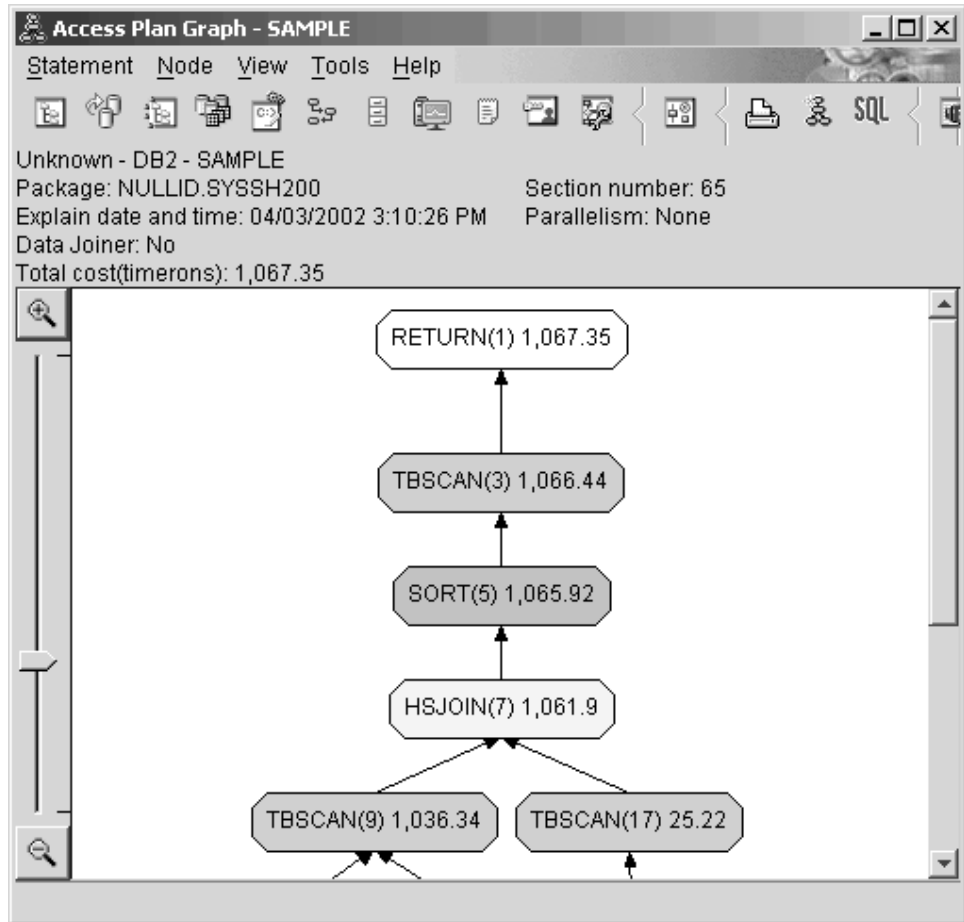 Access Plan Graph - SAMPLE
Statement Node View Tools Help
SQL
Unknown - DB2 - SAMPLE
Package: NULLID.SYSSH200 Section number: 65
Explain date and time: 04/03/2002 3:10:26 PM Parallelism: None
Data Joiner: No
Total cost(timerons): 1,067.35
RETURN(1) 1,067.35
TBSCAN(3) 1,066.44
SORT(5) 1,065.92
HSJOIN(7) 1,061.9
TBSCAN(9) 1,036.34 TBSCAN(17) 25.22